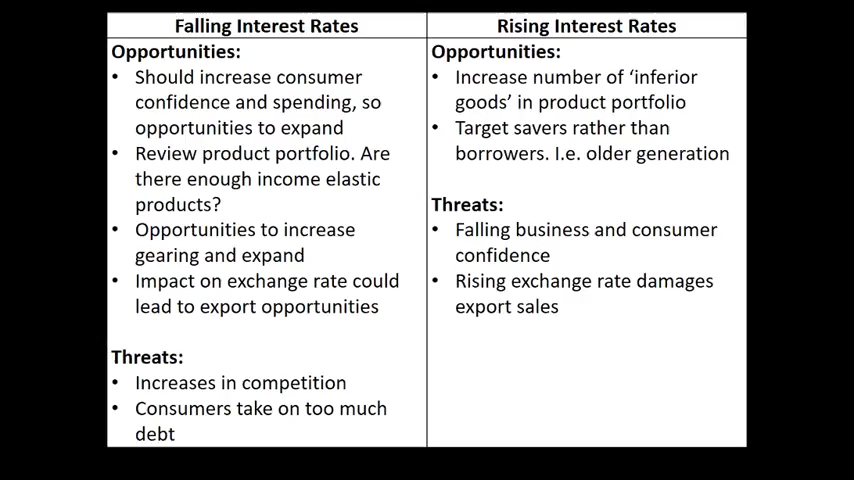 Falling Interest Rates
Opportunities:
• Should increase consumer
confidence and spending, so
opportunities to expand
• Review product portfolio. Are
there enough income elastic
products?
• Opportunities to increase
gearing and expand
• Impact on exchange rate could
lead to export opportunities
Threats:
• Increases in competition
• Consumers take on too much
debt
Rising Interest Rates
Opportunities:
• Increase number of ‘inferior
goods’ in product portfolio
• Target savers rather than
borrowers. I.e. older generation
Threats:
• Falling business and consumer
confidence
• Rising exchange rate damages
export sales